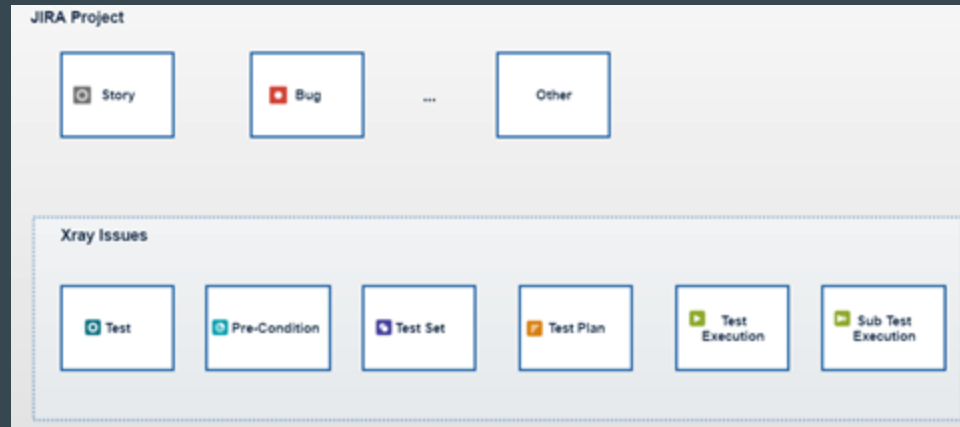 JIRA Project
Story
Bug
...
Other
Xray Issues
Test
Pre-Condition
Test Set
Test Plan
Test
Execution
Sub Test
Execution